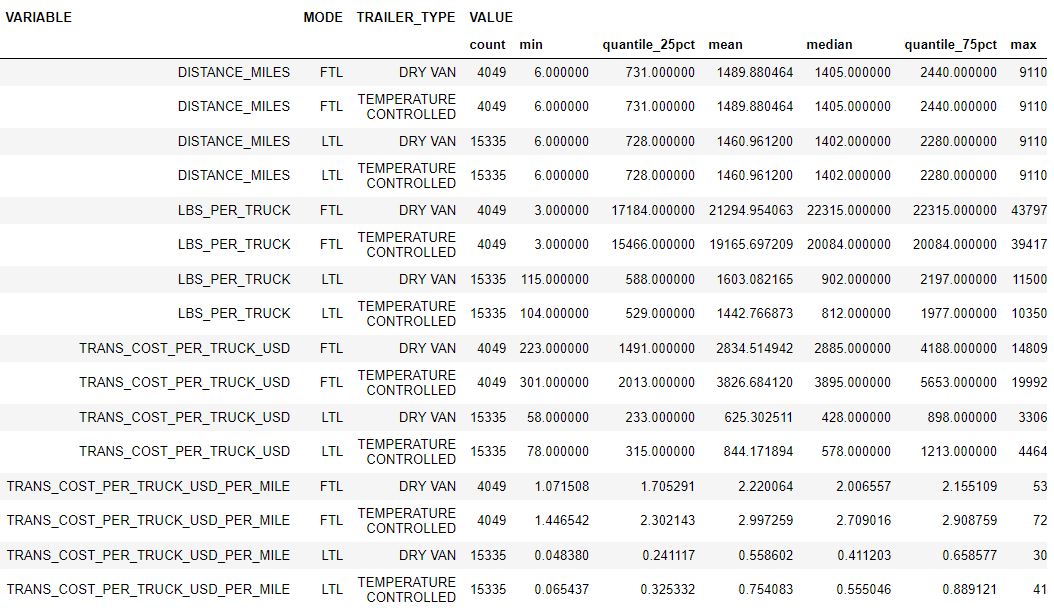 VARIABLE MODE TRAILER_TYPE VALUE
count min quantile_25pct mean median quantile_75pct max
DISTANCE_MILES FTL DRY VAN 4049 6.000000 731.000000 1489.880464 1405.000000 2440.000000 9110
DISTANCE_MILES FTL TEMPERATURE CONTROLLED 4049 6.000000 731.000000 1489.880464 1405.000000 2440.000000 9110
DISTANCE_MILES LTL DRY VAN 15335 6.000000 728.000000 1460.961200 1402.000000 2280.000000 9110
DISTANCE_MILES LTL TEMPERATURE CONTROLLED 15335 6.000000 728.000000 1460.961200 1402.000000 2280.000000 9110
LBS_PER_TRUCK FTL DRY VAN 4049 3.000000 17184.000000 21294.954063 22315.000000 22315.000000 43797
LBS_PER_TRUCK FTL TEMPERATURE CONTROLLED 4049 3.000000 15466.000000 19165.697209 20084.000000 20084.000000 39417
LBS_PER_TRUCK LTL DRY VAN 15335 115.000000 588.000000 1603.082165 902.000000 2197.000000 11500
LBS_PER_TRUCK LTL TEMPERATURE CONTROLLED 15335 104.000000 529.000000 1442.766873 812.000000 1977.000000 10350
TRANS_COST_PER_TRUCK_USD FTL DRY VAN 4049 223.000000 1491.000000 2834.514942 2885.000000 4188.000000 14809
TRANS_COST_PER_TRUCK_USD FTL TEMPERATURE CONTROLLED 4049 301.000000 2013.000000 3826.684120 3895.000000 5653.000000 19992
TRANS_COST_PER_TRUCK_USD LTL DRY VAN 15335 58.000000 233.000000 625.302511 428.000000 898.000000 3306
TRANS_COST_PER_TRUCK_USD LTL TEMPERATURE CONTROLLED 15335 78.000000 315.000000 844.171894 578.000000 1213.000000 4464
TRANS_COST_PER_TRUCK_USD_PER_MILE FTL DRY VAN 4049 1.071508 1.705291 2.220064 2.006557 2.155109 53
TRANS_COST_PER_TRUCK_USD_PER_MILE FTL TEMPERATURE CONTROLLED 4049 1.446542 2.302143 2.997259 2.709016 2.908759 72
TRANS_COST_PER_TRUCK_USD_PER_MILE LTL DRY VAN 15335 0.048380 0.241117 0.558602 0.411203 0.658577 30
TRANS_COST_PER_TRUCK_USD_PER_MILE LTL TEMPERATURE CONTROLLED 15335 0.065437 0.325332 0.754083 0.555046 0.889121 41